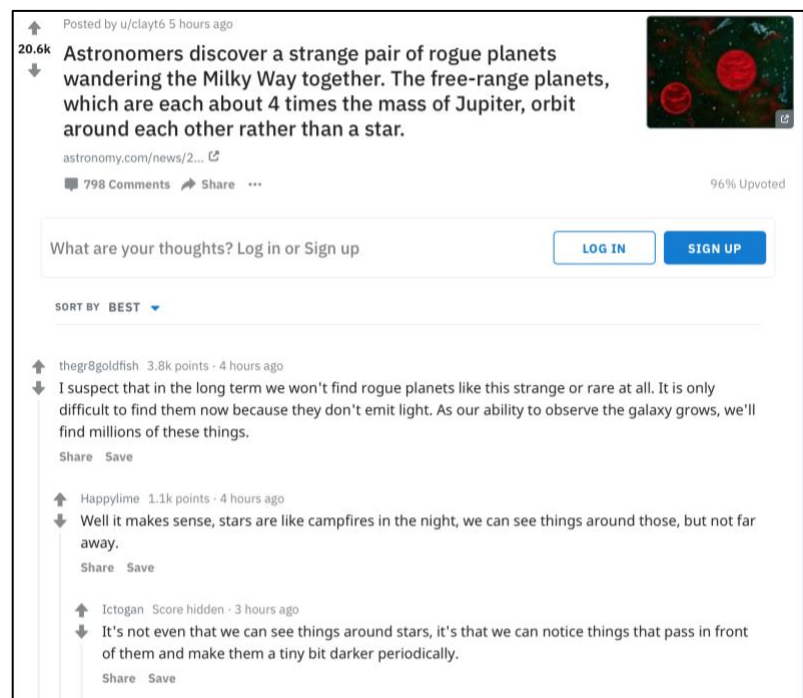 Posted by u/clayt6 5 hours ago
20.6k
Astronomers discover a strange pair of rogue planets
wandering the Milky Way together. The free-range planets,
which are each about 4 times the mass of Jupiter, orbit
around each other rather than a star.
astronomy.com/news/2...
798 Comments Share ...
96% Upvoted
What are your thoughts? Log in or Sign up
LOG IN
SIGN UP
SORT BY BEST
thegr8goldfish 3.8k points · 4 hours ago
I suspect that in the long term we won't find rogue planets like this strange or rare at all. It is only
difficult to find them now because they don't emit light. As our ability to observe the galaxy grows, we'll
find millions of these things.
Share Save
Happylime 1.1k points · 4 hours ago
Well it makes sense, stars are like campfires in the night, we can see things around those, but not far
away.
Share Save
Ictogan Score hidden · 3 hours ago
It's not even that we can see things around stars, it's that we can notice things that pass in front
of them and make them a tiny bit darker periodically.
Share Save